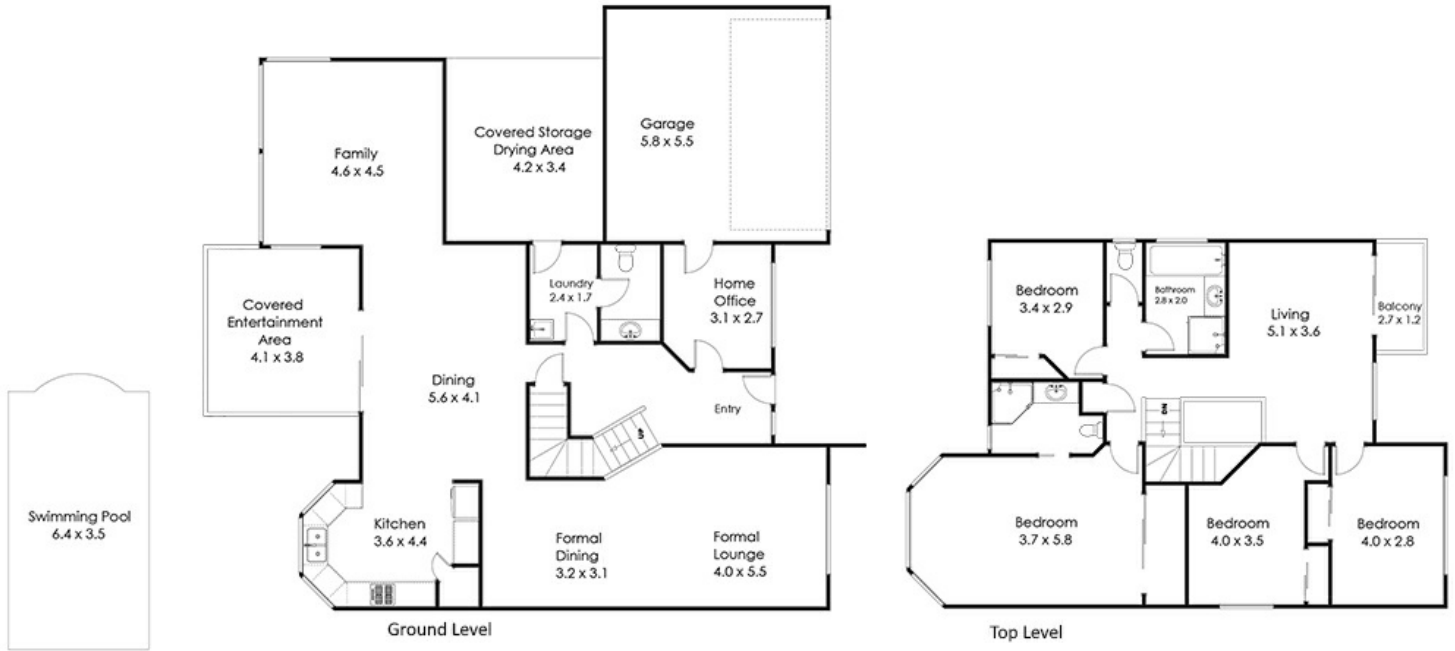 Garage
5.8 x 5.5
Covered Storage
Drying Area
4.2 x 3.4
Family
4.6 x 4.5
Laundry
2.4 x 1.7
Home
Office
3.1 x 2.7
Covered
Entertainment
Area
4.1 x 3.8
Dining
5.6 x 4.1
Entry
UP
Swimming Pool
6.4 x 3.5
Kitchen
3.6 x 4.4
Formal
Dining
3.2 x 3.1
Formal
Lounge
4.0 x 5.5
Ground Level
Bedroom
3.4 x 2.9
Bathroom
2.8 x 2.0
Living
5.1 x 3.6
Balcony
2.7 x 1.2
DN
Bedroom
3.7 x 5.8
Bedroom
4.0 x 3.5
Bedroom
4.0 x 2.8
Top Level